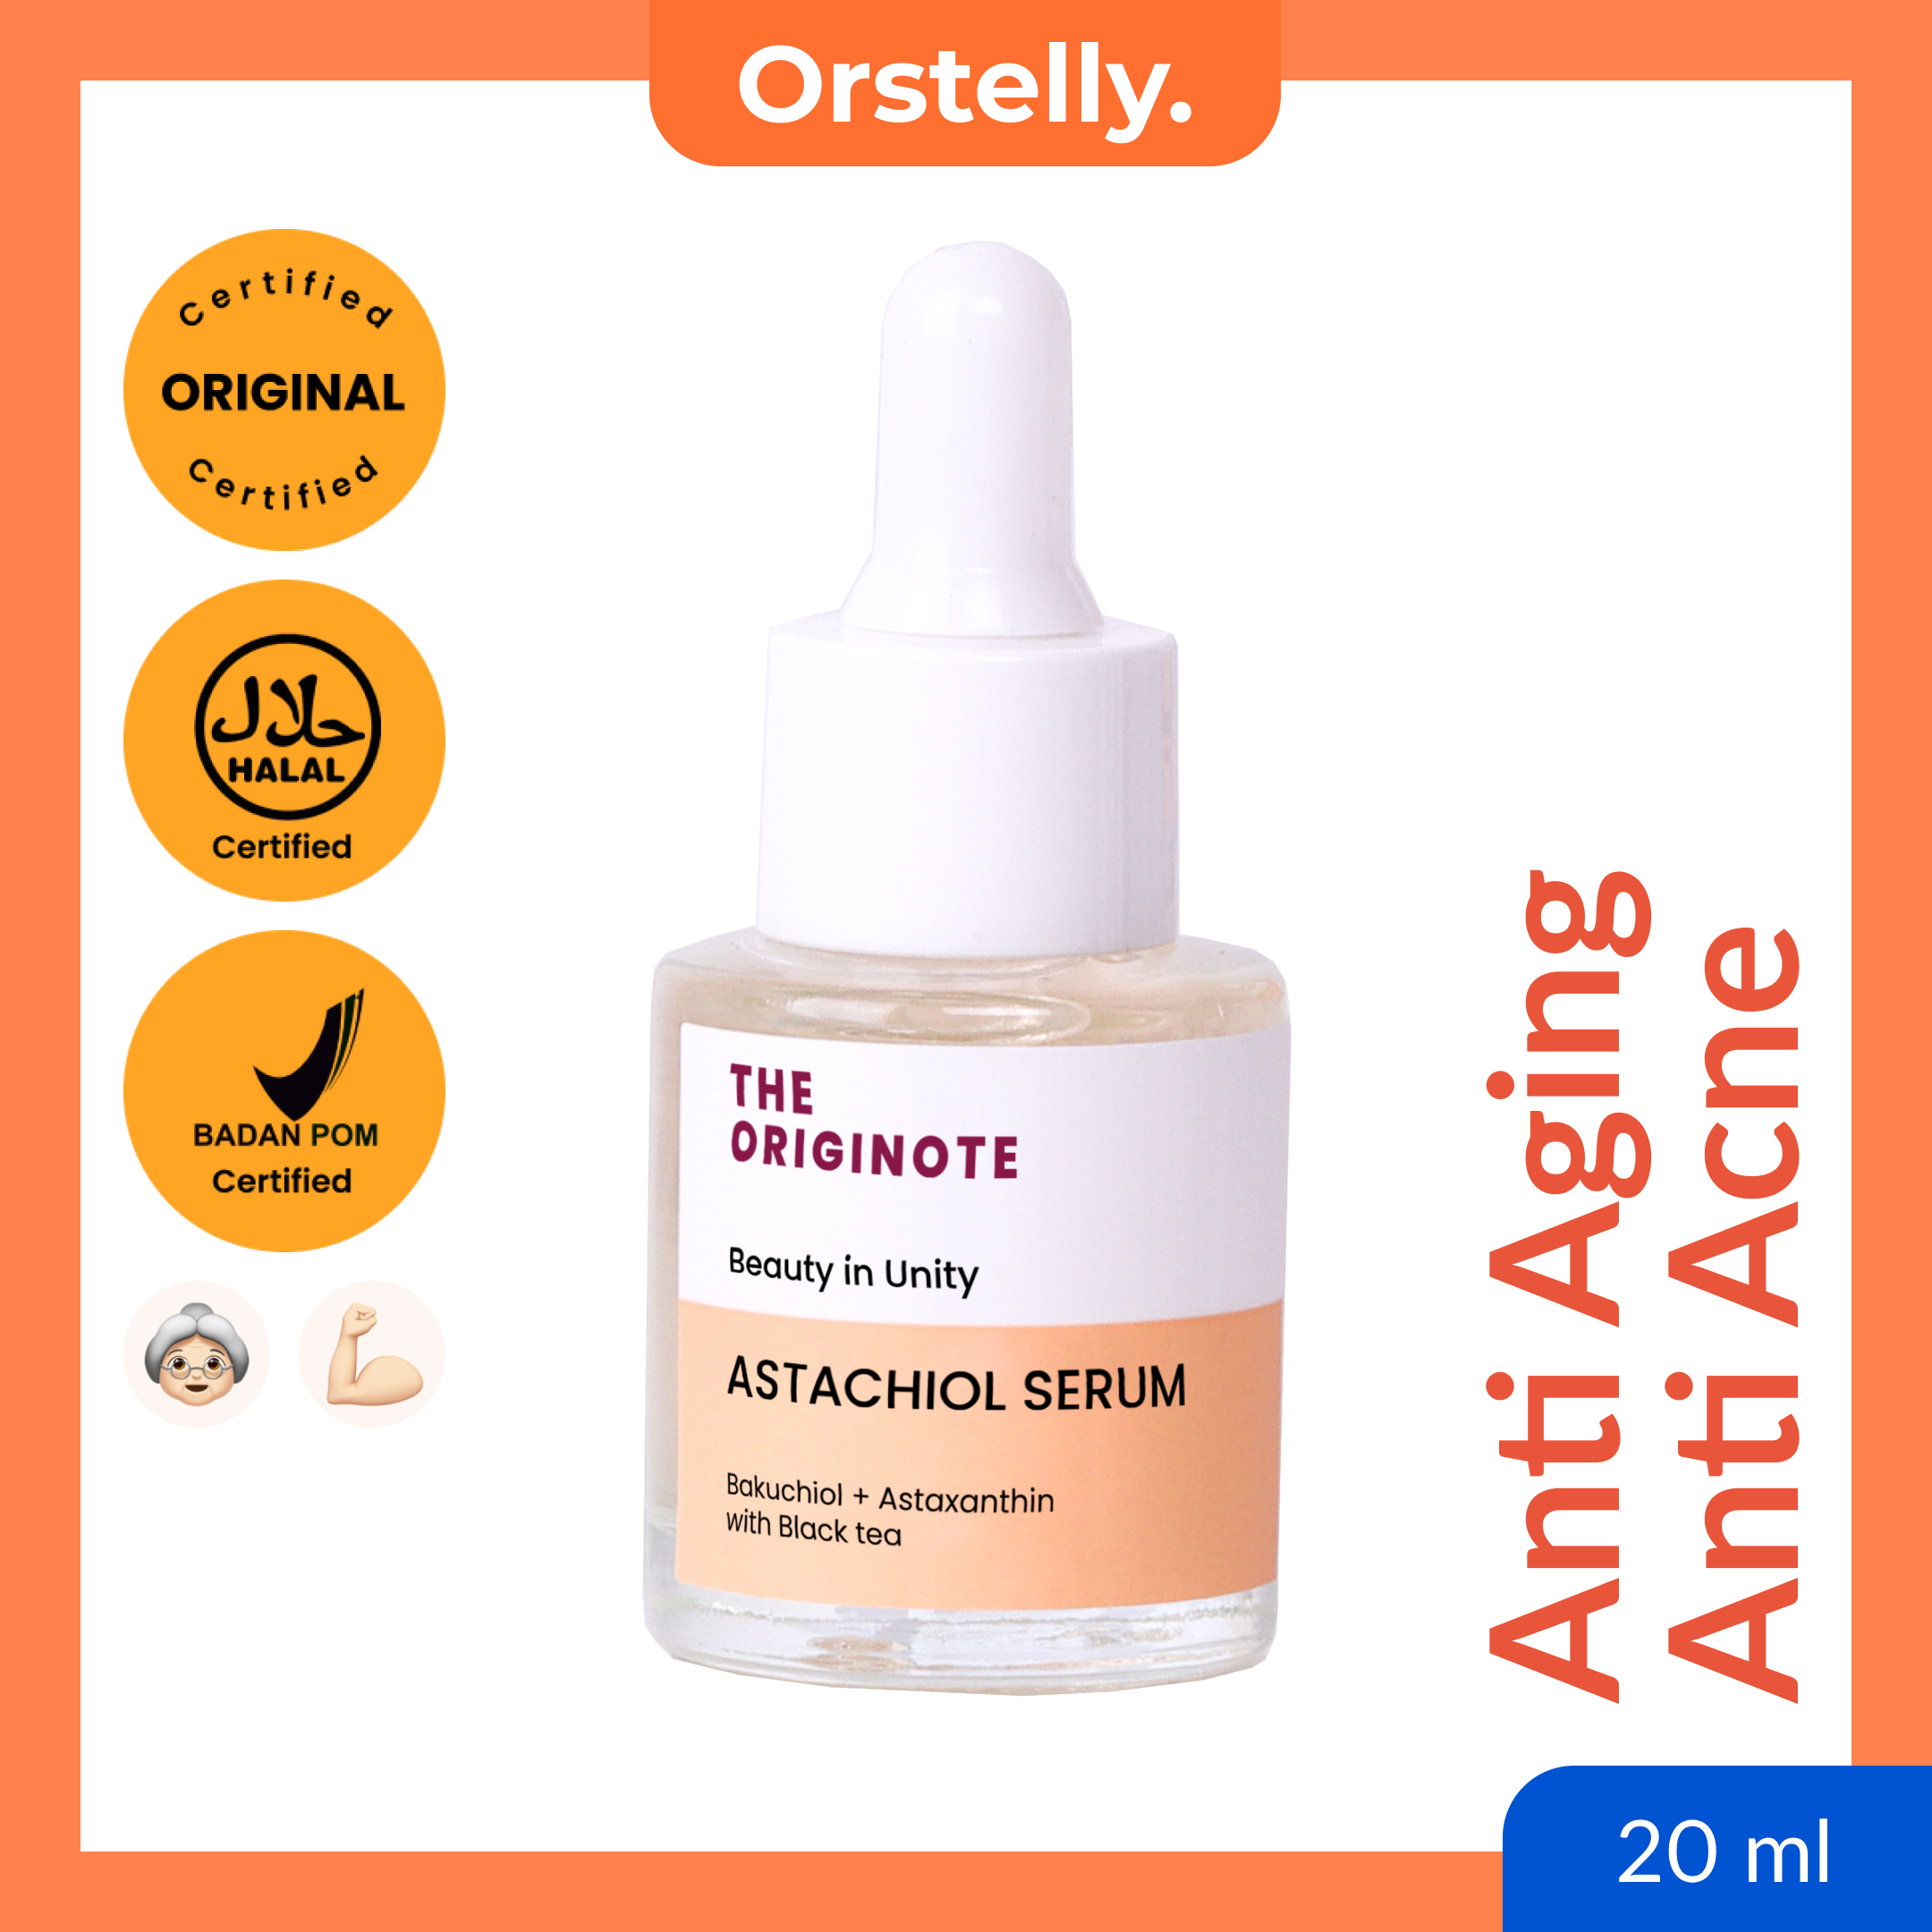 Orstelly.
Certified
ORIGINAL
Certified
حلال
HALAL
Certified
BADAN POM
Certified
THE
ORIGINOTE
Beauty in Unity
ASTACHIOL SERUM
Bakuchiol + Astaxanthin
with Black tea
Anti Aging
Anti Acne
20 ml